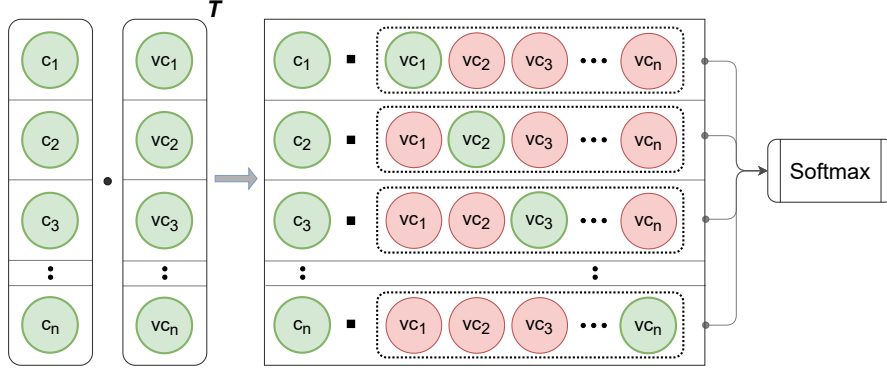 T
c1 vc1 c1 vc1 vc2 vc3 vcn
c2 vc2 c2 vc1 vc2 vc3 vcn
Softmax
c3 vc3 c3 vc1 vc2 vc3 vcn
cn vcn cn vc1 vc2 vc3 vcn